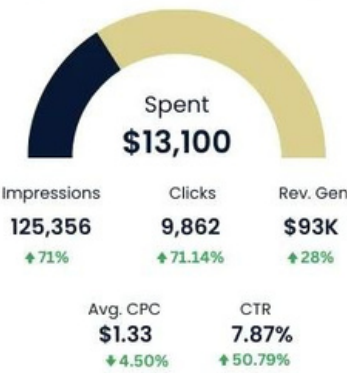 Spent
$13,100
Impressions Clicks Rev. Gen
125,356 9,862 $93K
↑71% ↑71.14% ↑28%
Avg. CPC CTR
$1.33 7.87%
↓4.50% ↑50.79%